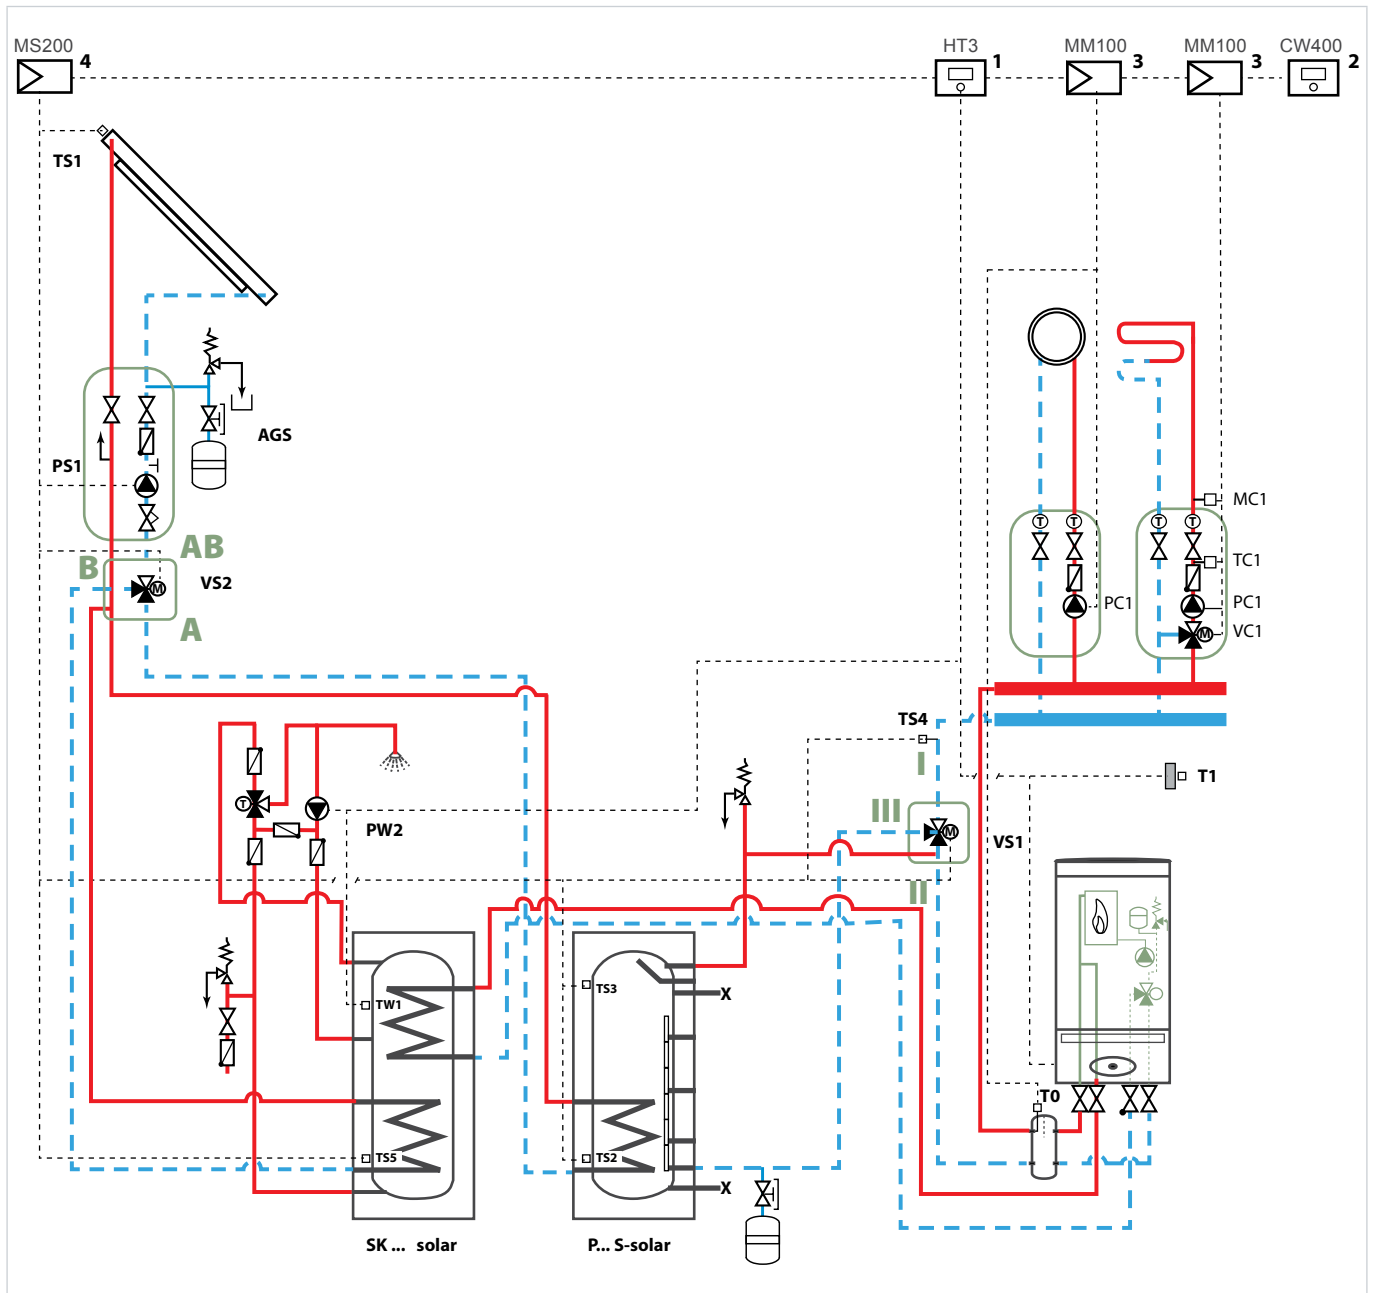 MS200 4
HT3 1
MM100 3
MM100 3
CW400 2
TS1
AGS
PS1
AB
B
VS2
A
M
T T
T T
MC1
TC1
PC1
PC1
VC1
M
TS4
I
T1
III
M
VS1
II
T
PW2
TW1
TS3
X
T0
TS5
TS2
X
SK ... solar
P... S-solar